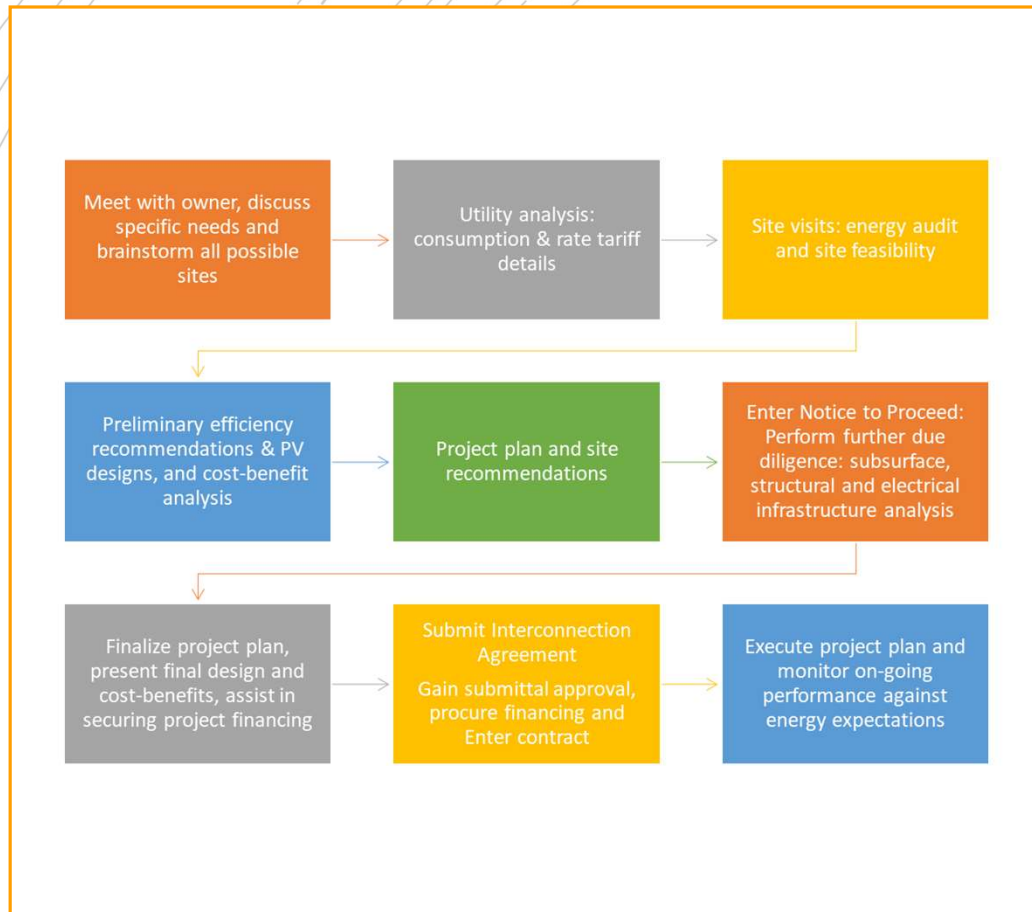 Meet with owner, discuss
specific needs and
brainstorm all possible
sites
Utility analysis:
consumption & rate tariff
details
Site visits: energy audit
and site feasibility
Preliminary efficiency
recommendations & PV
designs, and cost-benefit
analysis
Project plan and site
recommendations
Enter Notice to Proceed:
Perform further due
diligence: subsurface,
structural and electrical
infrastructure analysis
Finalize project plan,
present final design and
cost-benefits, assist in
securing project financing
Submit Interconnection
Agreement
Gain submittal approval,
procure financing and
Enter contract
Execute project plan and
monitor on-going
performance against
energy expectations